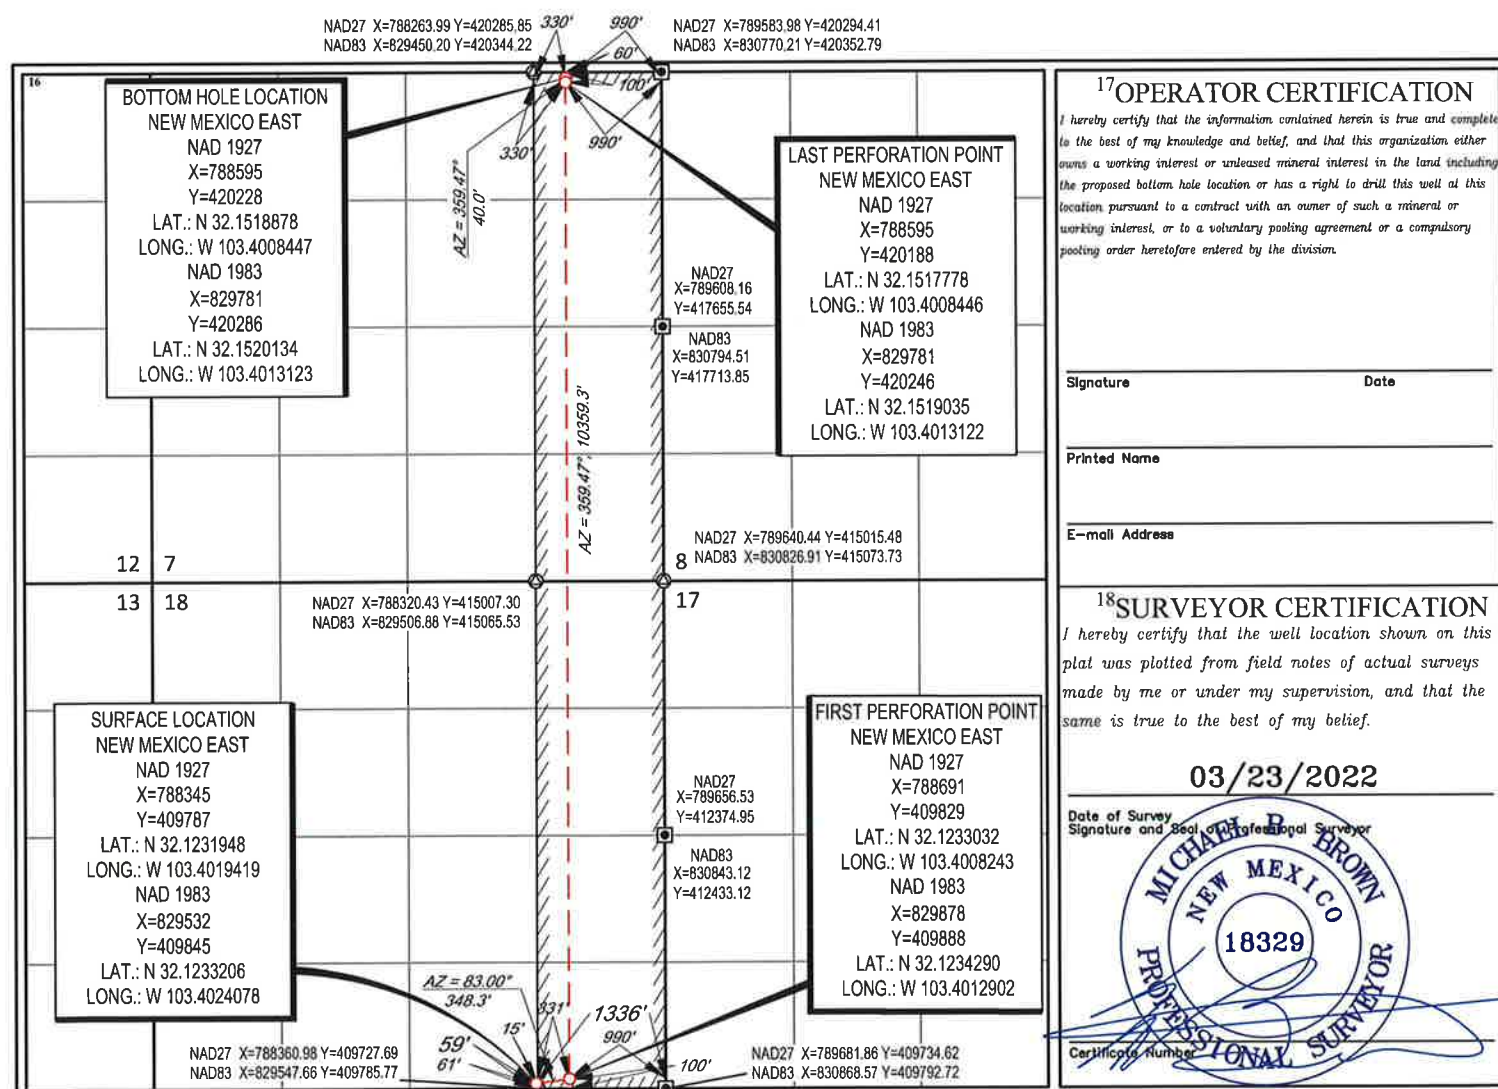 NAD27 X=788263.99 Y=420285.85
NAD83 X=829450.20 Y=420344.22
330'
990'
NAD27 X=789583.98 Y=420294.41
NAD83 X=830770.21 Y=420352.79
60'
100'
330'
990'
16
BOTTOM HOLE LOCATION
NEW MEXICO EAST
NAD 1927
X=788595
Y=420228
LAT.: N 32.1518878
LONG.: W 103.4008447
NAD 1983
X=829781
Y=420286
LAT.: N 32.1520134
LONG.: W 103.4013123
AZ = 359.47°
40.0'
LAST PERFORATION POINT
NEW MEXICO EAST
NAD 1927
X=788595
Y=420188
LAT.: N 32.1517778
LONG.: W 103.4008446
NAD 1983
X=829781
Y=420246
LAT.: N 32.1519035
LONG.: W 103.4013122
NAD27
X=789608.16
Y=417655.54
NAD83
X=830794.51
Y=417713.85
AZ = 359.47°, 10359.3'
12 7
8
NAD27 X=789640.44 Y=415015.48
NAD83 X=830826.91 Y=415073.73
13 18
17
NAD27 X=788320.43 Y=415007.30
NAD83 X=829506.88 Y=415065.53
SURFACE LOCATION
NEW MEXICO EAST
NAD 1927
X=788345
Y=409787
LAT.: N 32.1231948
LONG.: W 103.4019419
NAD 1983
X=829532
Y=409845
LAT.: N 32.1233206
LONG.: W 103.4024078
FIRST PERFORATION POINT
NEW MEXICO EAST
NAD 1927
X=788691
Y=409829
LAT.: N 32.1233032
LONG.: W 103.4008243
NAD 1983
X=829878
Y=409888
LAT.: N 32.1234290
LONG.: W 103.4012902
NAD27
X=789656.53
Y=412374.95
NAD83
X=830843.12
Y=412433.12
AZ = 83.00°
348.3'
331'
15'
1336'
990'
59'
61'
100'
NAD27 X=788360.98 Y=409727.69
NAD83 X=829547.66 Y=409785.77
NAD27 X=789681.86 Y=409734.62
NAD83 X=830868.57 Y=409792.72
17OPERATOR CERTIFICATION
I hereby certify that the information contained herein is true and complete
to the best of my knowledge and belief, and that this organization either
owns a working interest or unleased mineral interest in the land including
the proposed bottom hole location or has a right to drill this well at this
location pursuant to a contract with an owner of such a mineral or
working interest, or to a voluntary pooling agreement or a compulsory
pooling order heretofore entered by the division.
Signature Date
Printed Name
E-mail Address
18SURVEYOR CERTIFICATION
I hereby certify that the well location shown on this
plat was plotted from field notes of actual surveys
made by me or under my supervision, and that the
same is true to the best of my belief.
03/23/2022
Date of Survey
Signature and Seal of Professional Surveyor
MICHAEL B. BROWN
NEW MEXICO
18329
PROFESSIONAL SURVEYOR
Certificate Number